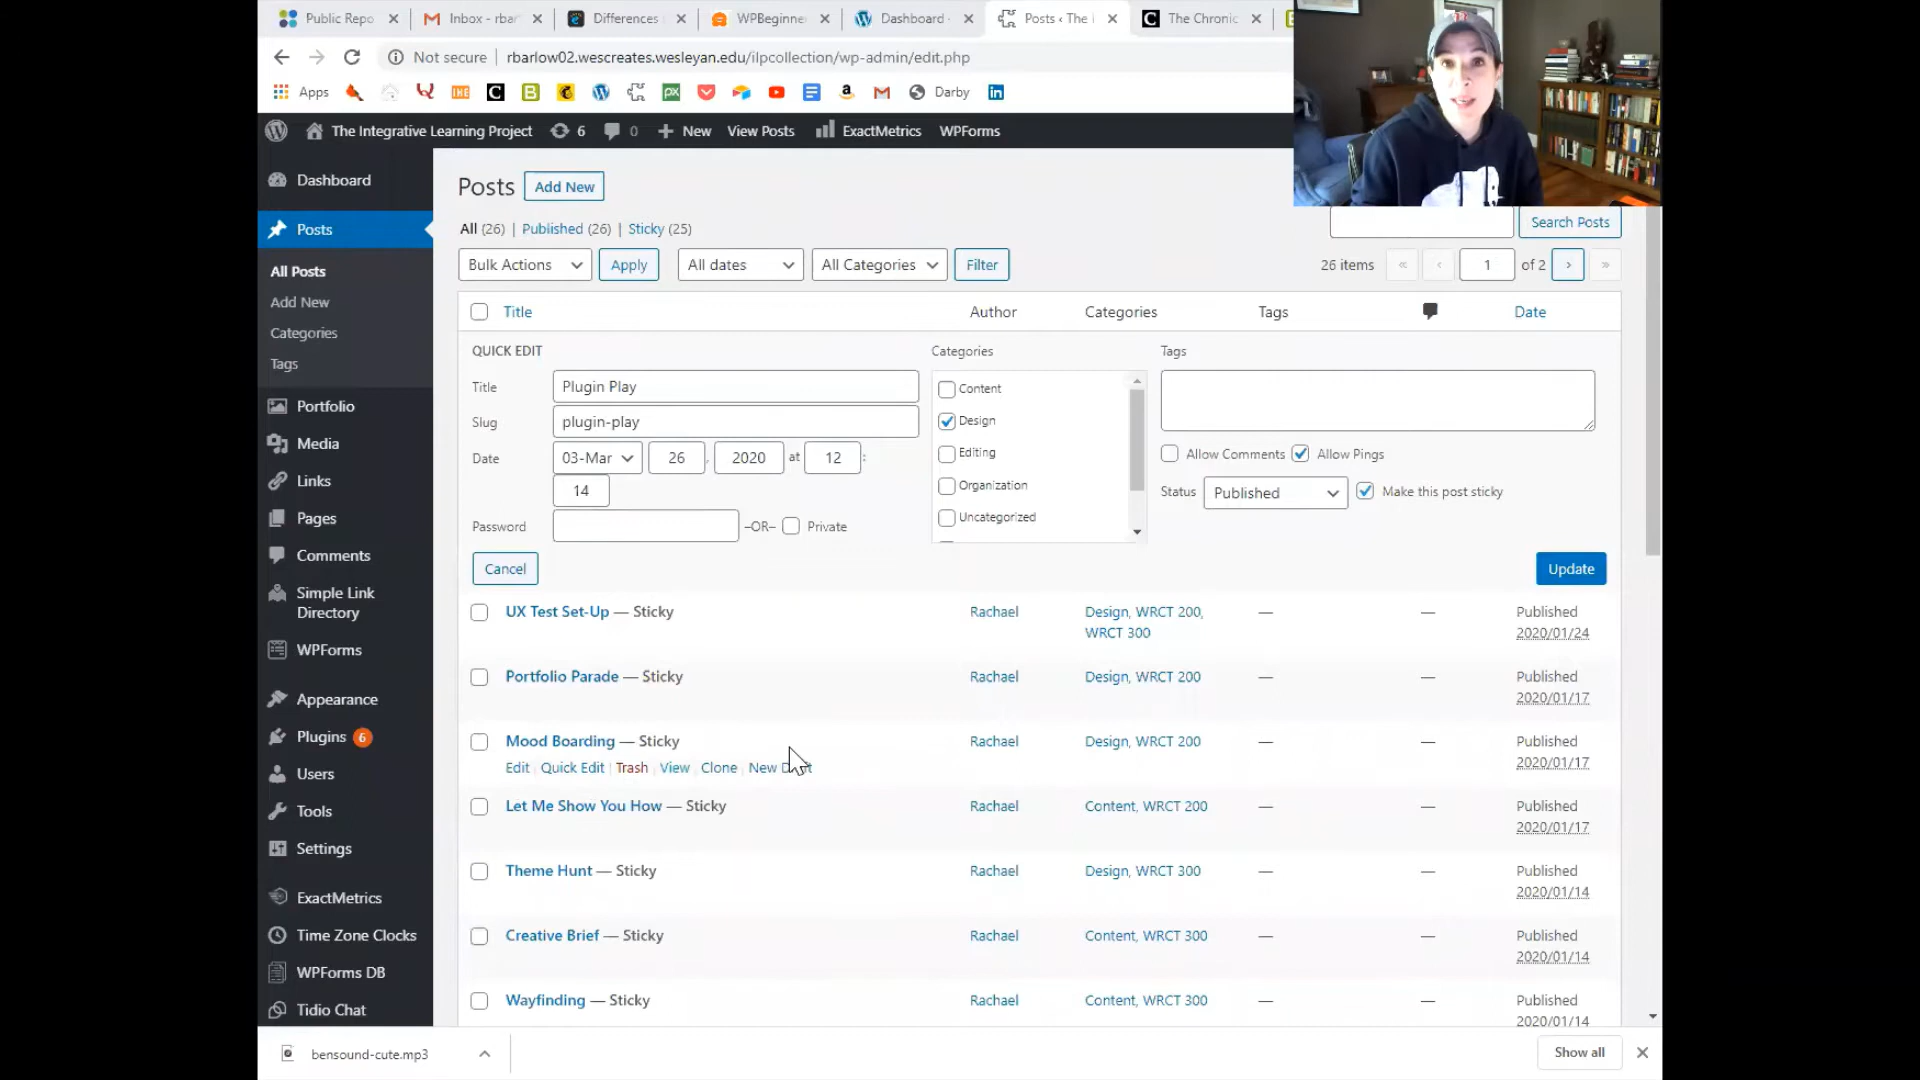 Public Repo
Inbox - rbar
Differences
WPBeginne
Dashboard
Posts ‹ The
The Chronic
Not secure
rbarlow02.wescreates.wesleyan.edu/ilpcollection/wp-admin/edit.php
Apps
Darby
The Integrative Learning Project
6
0
New
View Posts
ExactMetrics
WPForms
Dashboard
Posts
All Posts
Add New
Categories
Tags
Portfolio
Media
Links
Pages
Comments
Simple Link
Directory
WPForms
Appearance
Plugins 6
Users
Tools
Settings
ExactMetrics
Time Zone Clocks
WPForms DB
Tidio Chat
Posts
Add New
All (26) | Published (26) | Sticky (25)
Search Posts
Bulk Actions
Apply
All dates
All Categories
Filter
26 items « ‹ 1 of 2 › »
Title Author Categories Tags Date
QUICK EDIT
Title Plugin Play
Slug plugin-play
Date 03-Mar 26 , 2020 at 12 :
14
Password –OR– Private
Categories
Content
Design
Editing
Organization
Uncategorized
Tags
Allow Comments Allow Pings
Status Published Make this post sticky
Cancel
Update
UX Test Set-Up — Sticky Rachael Design, WRCT 200, — — Published
WRCT 300 2020/01/24
Portfolio Parade — Sticky Rachael Design, WRCT 200 — — Published
2020/01/17
Mood Boarding — Sticky Rachael Design, WRCT 200 — — Published
Edit | Quick Edit | Trash | View | Clone | New 2020/01/17
Let Me Show You How — Sticky Rachael Content, WRCT 200 — — Published
2020/01/17
Theme Hunt — Sticky Rachael Design, WRCT 300 — — Published
2020/01/14
Creative Brief — Sticky Rachael Content, WRCT 300 — — Published
2020/01/14
Wayfinding — Sticky Rachael Content, WRCT 300 — — Published
2020/01/14
bensound-cute.mp3
Show all